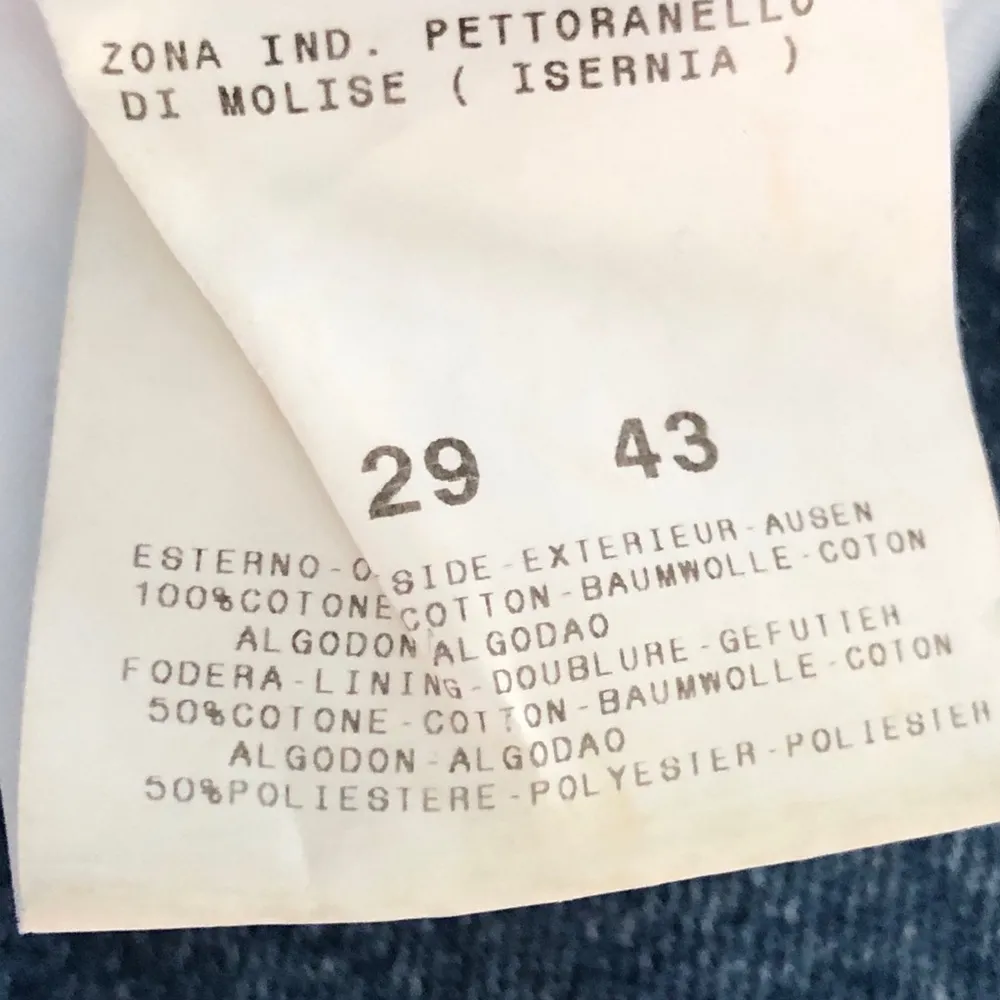 ZONA IND. PETTORANELLO
DI MOLISE ( ISERNIA )
29 43
ESTERNO-O SIDE-EXTERIEUR-AUSEN
100%COTONE COTTON-BAUMWOLLE-COTON
ALGODON ALGODAO
FODERA-LINING-DOUBLURE-GEFUTTEH
50%COTONE-COTTON-BAUMWOLLE-COTON
ALGODON-ALGODAO
50%POLIESTERE-POLYESTER-POLIESTER